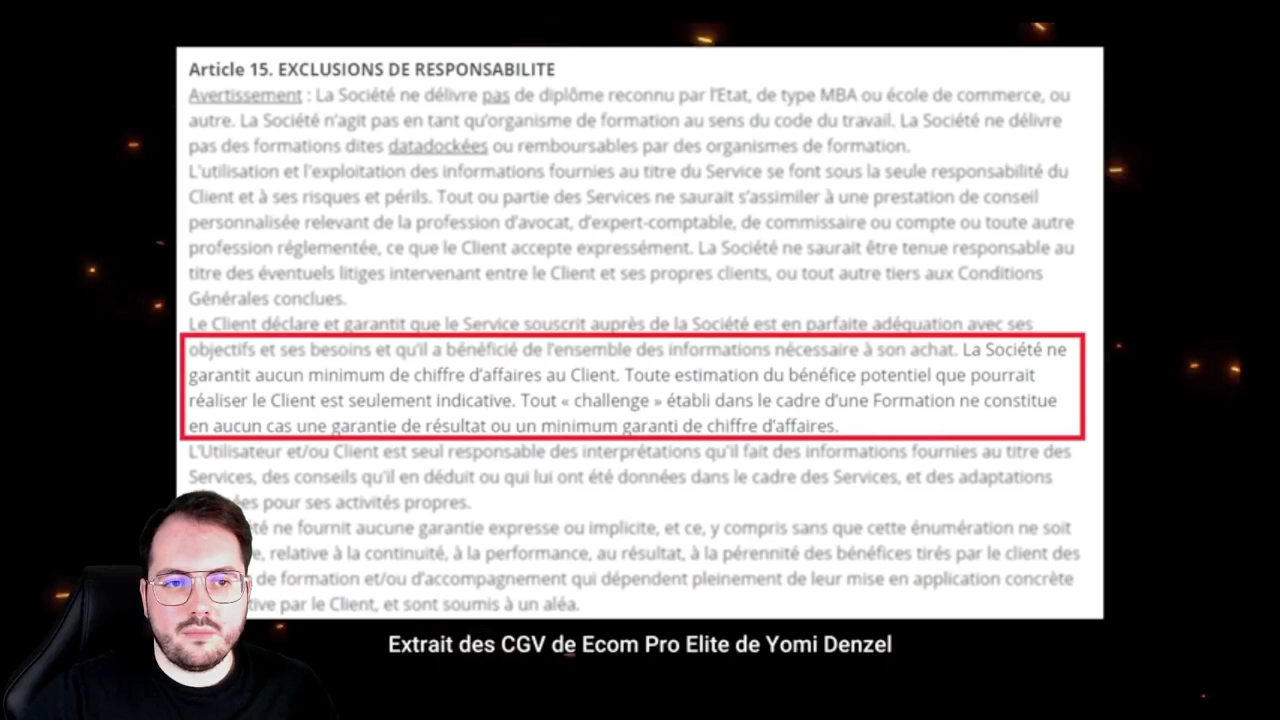 Article 15. EXCLUSIONS DE RESPONSABILITE
Avertissement : La Société ne délivre pas de diplôme reconnu par l'Etat, de type MBA ou école de commerce, ou
autre. La Société n'agit pas en tant qu'organisme de formation au sens du code du travail. La Société ne délivre
pas des formations dites datadockées ou remboursables par des organismes de formation.
L'utilisation et l'exploitation des informations fournies au titre du Service se font sous la seule responsabilité du
Client et à ses risques et périls. Tout ou partie des Services ne saurait s'assimiler à une prestation de conseil
personnalisée relevant de la profession d'avocat, d'expert-comptable, de commissaire ou compte ou toute autre
profession réglementée, ce que le Client accepte expressément. La Société ne saurait être tenue responsable au
titre des éventuels litiges intervenant entre le Client et ses propres clients, ou tout autre tiers aux Conditions
Générales conclues.
Le Client déclare et garantit que le Service souscrit auprès de la Société est en parfaite adéquation avec ses
objectifs et ses besoins et qu'il a bénéficié de l'ensemble des informations nécessaire à son achat. La Société ne
garantit aucun minimum de chiffre d'affaires au Client. Toute estimation du bénéfice potentiel que pourrait
réaliser le Client est seulement indicative. Tout « challenge » établi dans le cadre d'une Formation ne constitue
en aucun cas une garantie de résultat ou un minimum garanti de chiffre d'affaires.
L'Utilisateur et/ou Client est seul responsable des interprétations qu'il fait des informations fournies au titre des
Services, des conseils qu'il en déduit ou qui lui ont été données dans le cadre des Services, et des adaptations
ées pour ses activités propres.
té ne fournit aucune garantie expresse ou implicite, et ce, y compris sans que cette énumération ne soit
e, relative à la continuité, à la performance, au résultat, à la pérennité des bénéfices tirés par le client des
de formation et/ou d'accompagnement qui dépendent pleinement de leur mise en application concrète
tive par le Client, et sont soumis à un aléa.
Extrait des CGV de Ecom Pro Elite de Yomi Denzel